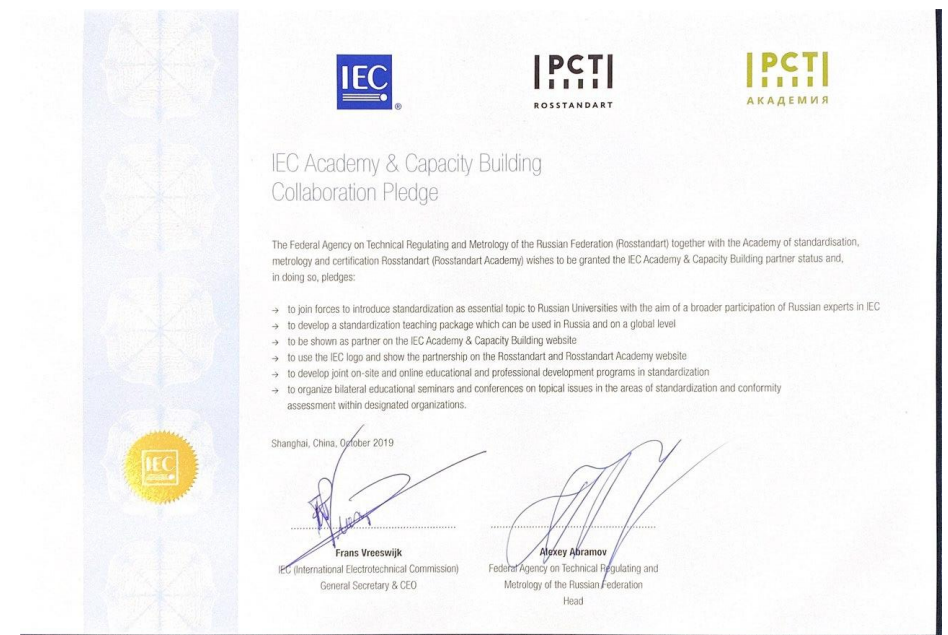 IEC
®
PCT
ROSSTANDART
PCT
АКАДЕМИЯ
IEC Academy & Capacity Building
Collaboration Pledge
The Federal Agency on Technical Regulating and Metrology of the Russian Federation (Rosstandart) together with the Academy of standardisation,
metrology and certification Rosstandart (Rosstandart Academy) wishes to be granted the IEC Academy & Capacity Building partner status and,
in doing so, pledges:
→ to join forces to introduce standardization as essential topic to Russian Universities with the aim of a broader participation of Russian experts in IEC
→ to develop a standardization teaching package which can be used in Russia and on a global level
→ to be shown as partner on the IEC Academy & Capacity Building website
→ to use the IEC logo and show the partnership on the Rosstandart and Rosstandart Academy website
→ to develop joint on-site and online educational and professional development programs in standardization
→ to organize bilateral educational seminars and conferences on topical issues in the areas of standardization and conformity
assessment within designated organizations.
Shanghai, China, October 2019
IEC
Frans Vreeswijk
IEC (International Electrotechnical Commission)
General Secretary & CEO
Alexey Abramov
Federal Agency on Technical Regulating and
Metrology of the Russian Federation
Head